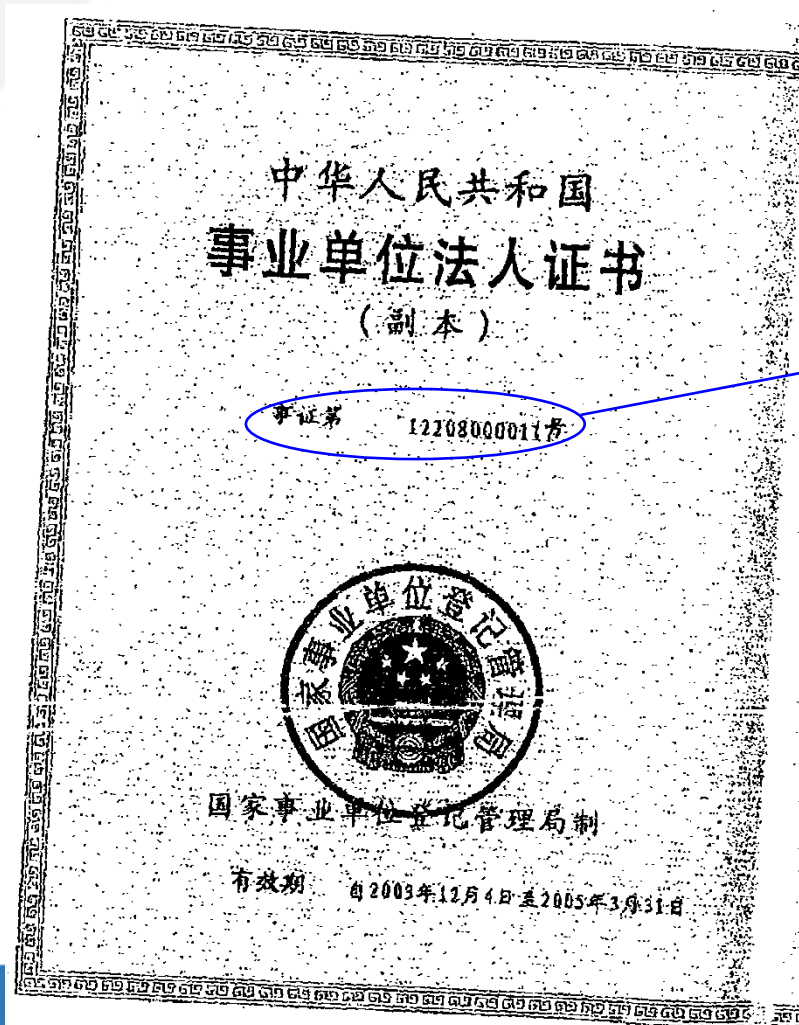 中华人民共和国
事业单位法人证书
(副本)
事证第 122080000117号
国家事业单位登记管理局
国家事业单位登记管理局制
有效期 自2003年12月4日至2005年3月31日